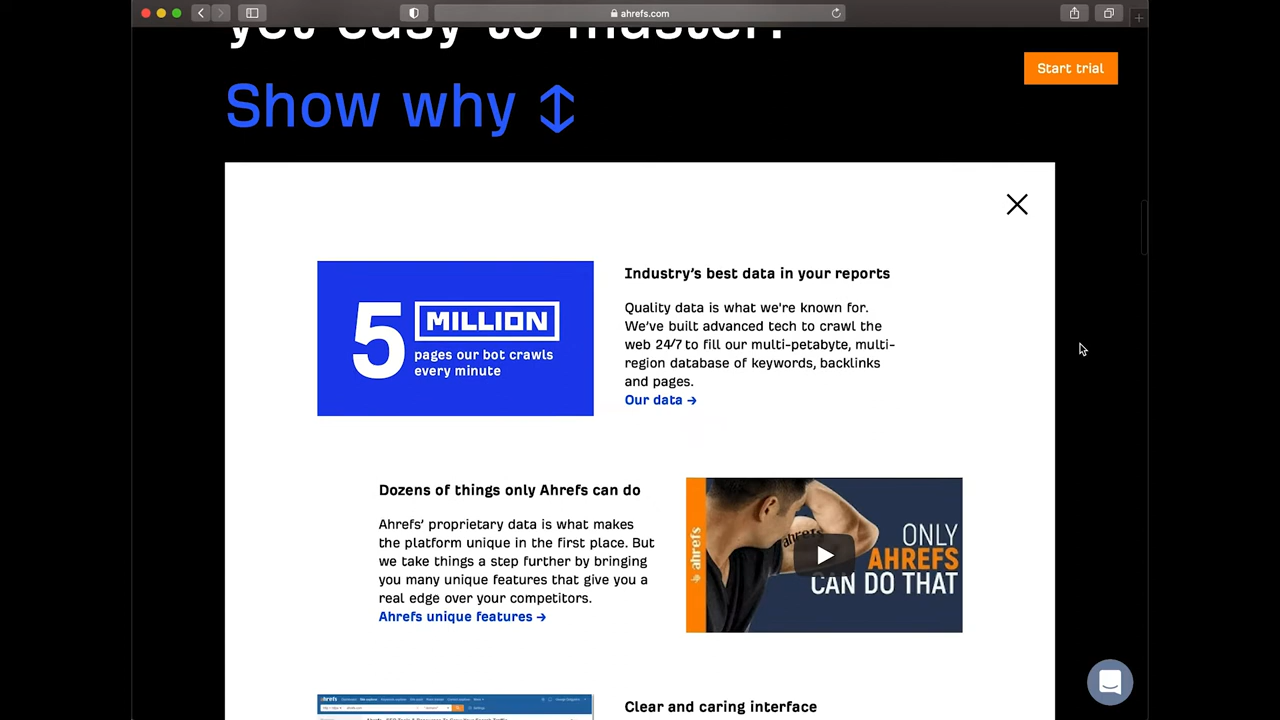 ahrefs.com
yet easy to master.
Start trial
Show why
5 MILLION
pages our bot crawls
every minute
Industry's best data in your reports
Quality data is what we're known for.
We've built advanced tech to crawl the
web 24/7 to fill our multi-petabyte, multi-
region database of keywords, backlinks
and pages.
Our data →
Dozens of things only Ahrefs can do
Ahrefs' proprietary data is what makes
the platform unique in the first place. But
we take things a step further by bringing
you many unique features that give you a
real edge over your competitors.
Ahrefs unique features →
ahrefs
ahrefs
ONLY
AHREFS
CAN DO THAT
Clear and caring interface